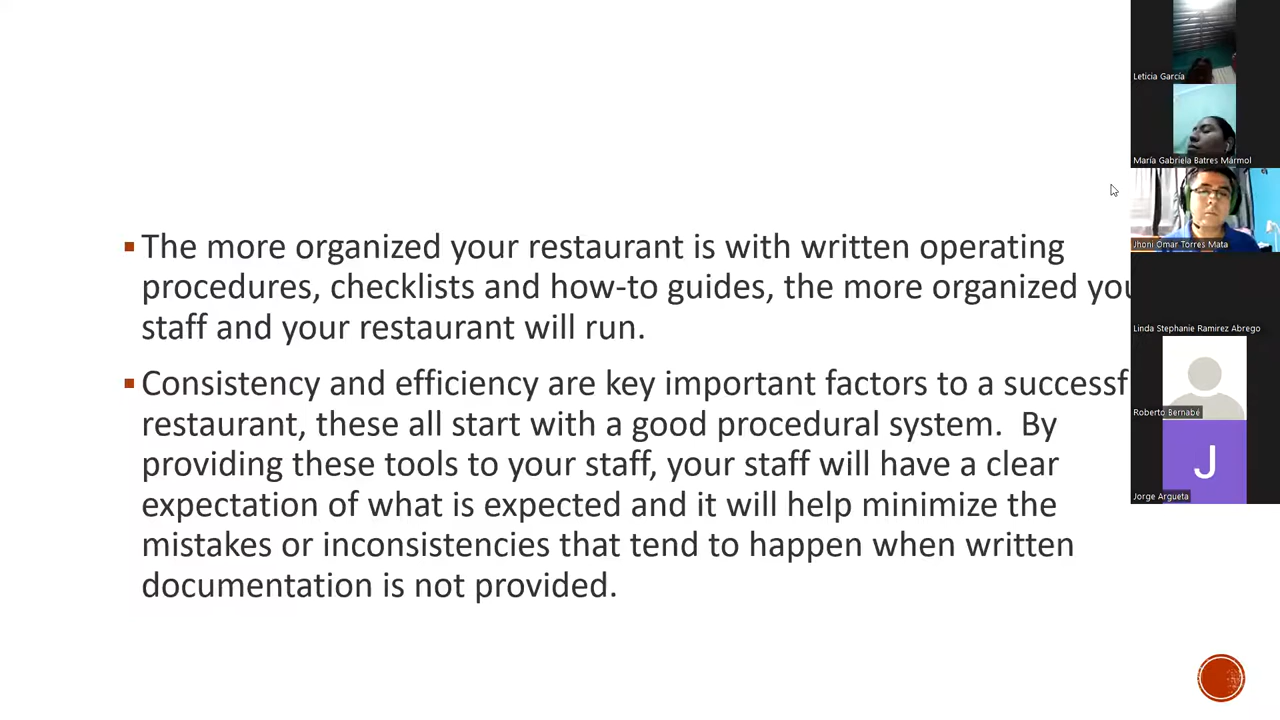 The more organized your restaurant is with written operating
procedures, checklists and how-to guides, the more organized
staff and your restaurant will run.
Consistency and efficiency are key important factors to a
restaurant, these all start with a good procedural system. By
providing these tools to your staff, your staff will have a clear
expectation of what is expected and it will help minimize the
mistakes or inconsistencies that tend to happen when written
documentation is not provided.
Leticia García
María Gabriela Batres Mármol
Jhoni Omar Torres Mata
Linda Stephanie Ramirez Abrego
Roberto Bernabé
J
Jorge Argueta